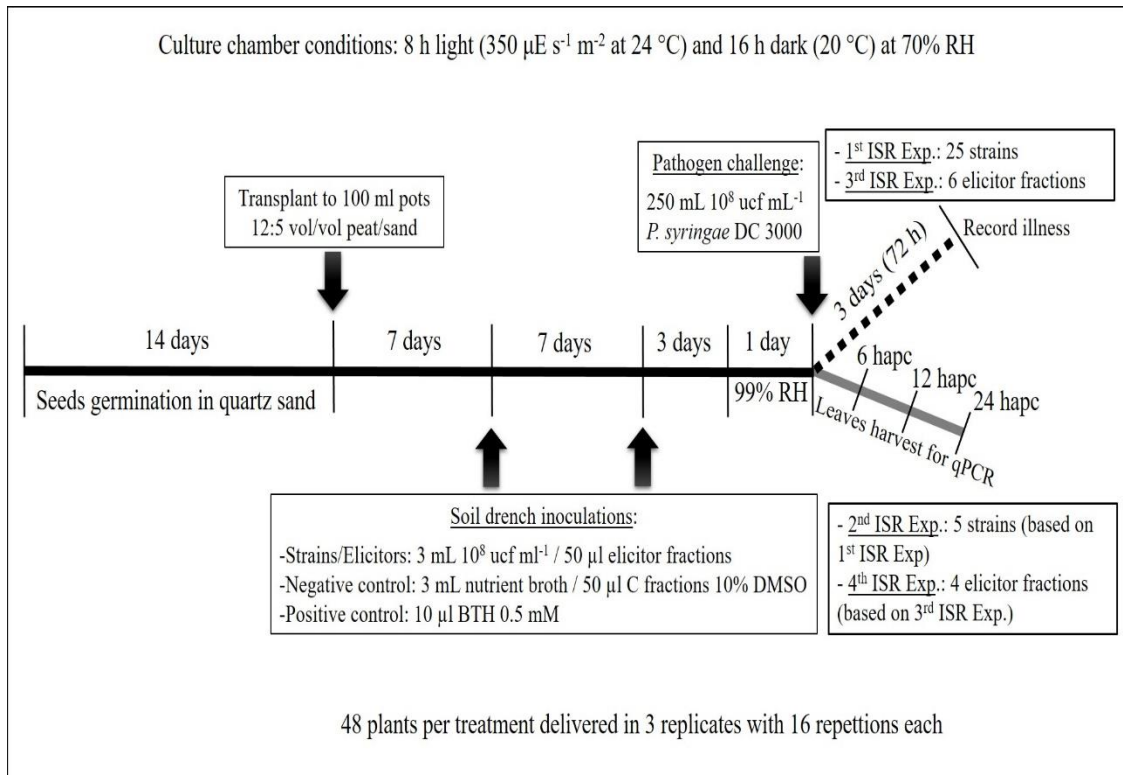 Culture chamber conditions: 8 h light (350 µE s⁻¹ m⁻² at 24 °C) and 16 h dark (20 °C) at 70% RH
Transplant to 100 ml pots
12:5 vol/vol peat/sand
Pathogen challenge:
250 mL 10⁸ ucf mL⁻¹
P. syringae DC 3000
- 1ˢᵗ ISR Exp.: 25 strains
- 3ʳᵈ ISR Exp.: 6 elicitor fractions
Record illness
3 days (72 h)
14 days
7 days
7 days
3 days
1 day
Seeds germination in quartz sand
99% RH
6 hapc
12 hapc
24 hapc
Leaves harvest for qPCR
Soil drench inoculations:
-Strains/Elicitors: 3 mL 10⁸ ucf ml⁻¹ / 50 µl elicitor fractions
-Negative control: 3 mL nutrient broth / 50 µl C fractions 10% DMSO
-Positive control: 10 µl BTH 0.5 mM
- 2ⁿᵈ ISR Exp.: 5 strains (based on
1ˢᵗ ISR Exp)
- 4ᵗʰ ISR Exp.: 4 elicitor fractions
(based on 3ʳᵈ ISR Exp.)
48 plants per treatment delivered in 3 replicates with 16 repettions each